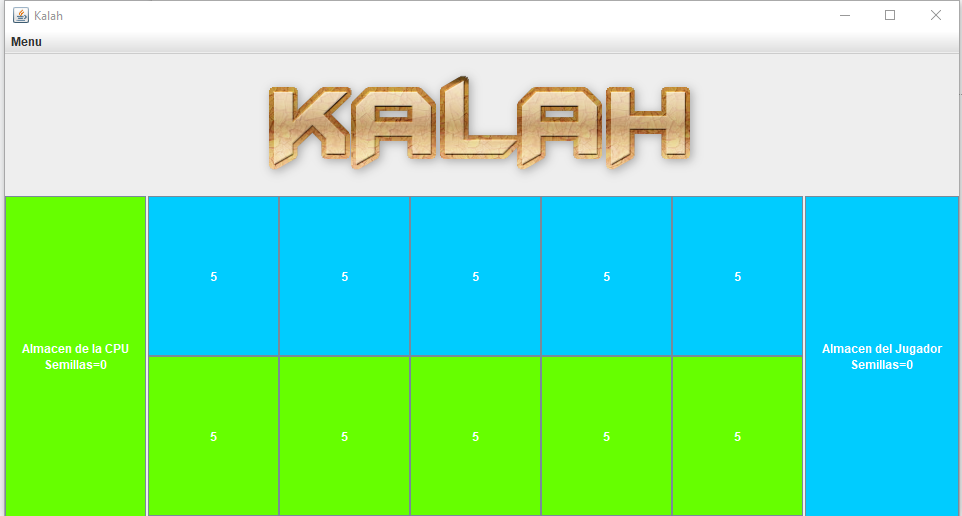 Kalah
Menu
KALAH
5 5 5 5 5
Almacen de la CPU
Semillas=0
Almacen del Jugador
Semillas=0
5 5 5 5 5